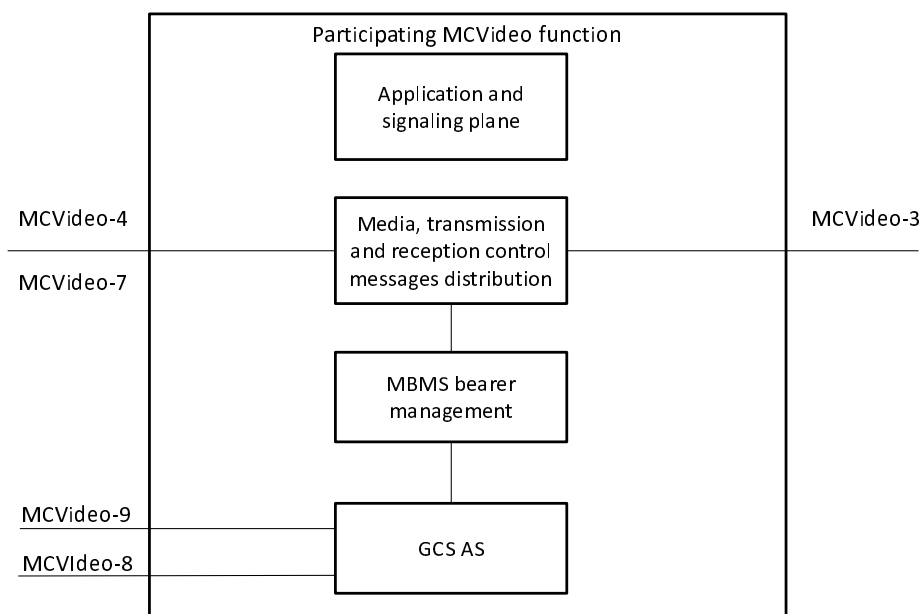 Participating MCVideo function
Application and
signaling plane
MCVideo-4
Media, transmission
and reception control
messages distribution
MCVideo-3
MCVideo-7
MBMS bearer
management
MCVideo-9
GCS AS
MCVIdeo-8